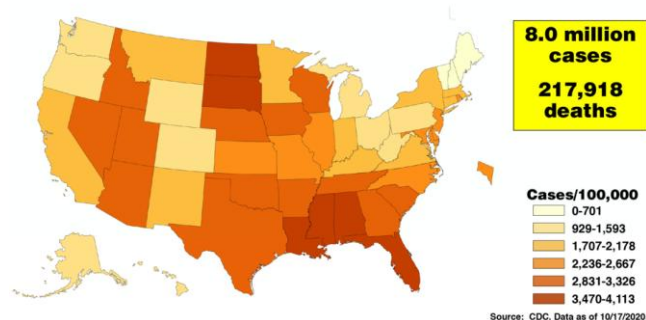 8.0 million
cases
217,918
deaths
Cases/100,000
0-701
929-1,593
1,707-2,178
2,236-2,667
2,831-3,326
3,470-4,113
Source: CDC. Data as of 10/17/2020